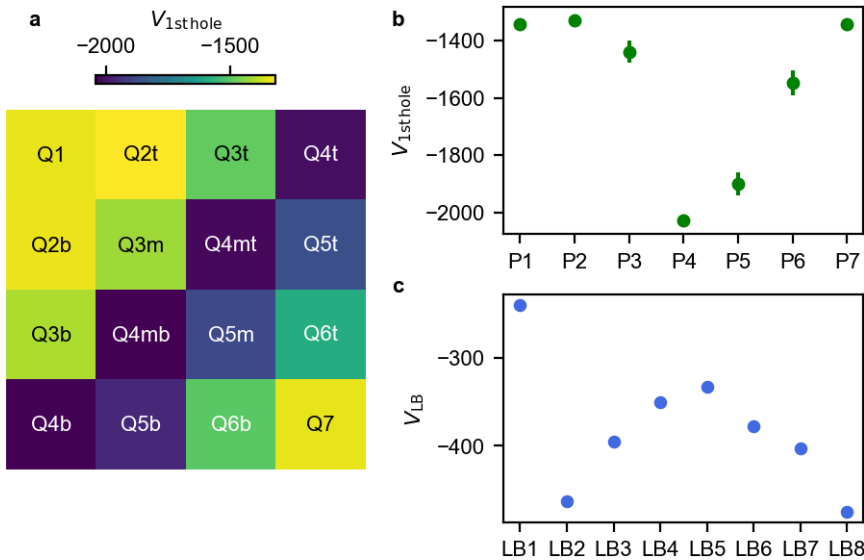 a
V1st hole
−2000 −1500
Q1 Q2t Q3t Q4t
Q2b Q3m Q4mt Q5t
Q3b Q4mb Q5m Q6t
Q4b Q5b Q6b Q7
b
V1st hole
−1400
−1600
−1800
−2000
P1 P2 P3 P4 P5 P6 P7
c
VLB
−300
−400
LB1 LB2 LB3 LB4 LB5 LB6 LB7 LB8